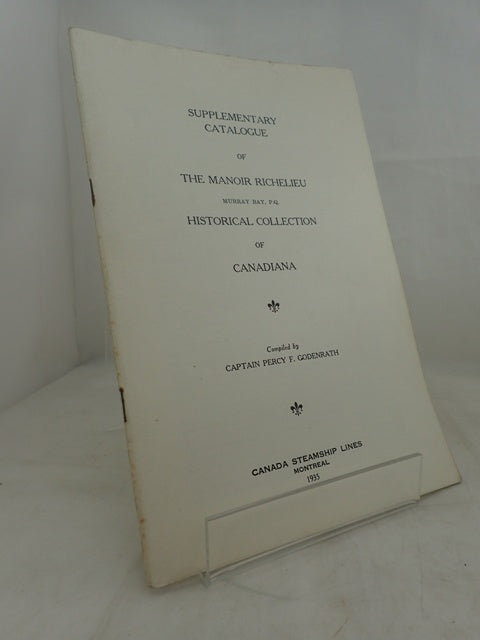 SUPPLEMENTARY
CATALOGUE
OF
THE MANOIR RICHELIEU
MURRAY BAY, P.Q.
HISTORICAL COLLECTION
OF
CANADIANA
Compiled by
CAPTAIN PERCY F. GODENRATH
CANADA STEAMSHIP LINES
MONTREAL
1935